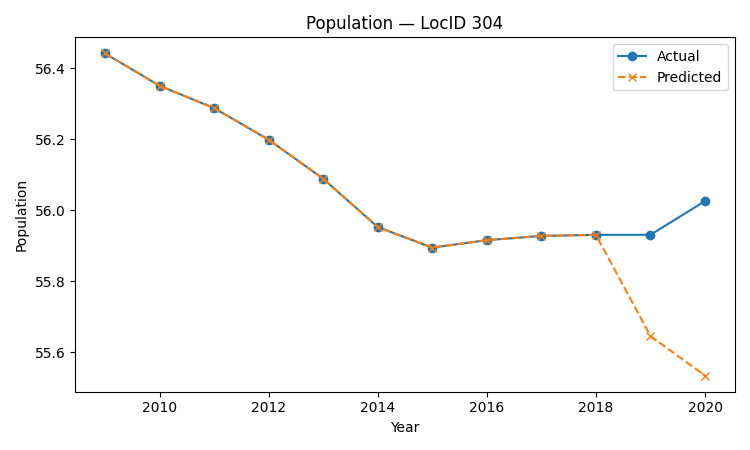 Population — LocID 304
Actual
Predicted
Population
56.4
56.2
56.0
55.8
55.6
2010
2012
2014
2016
2018
2020
Year